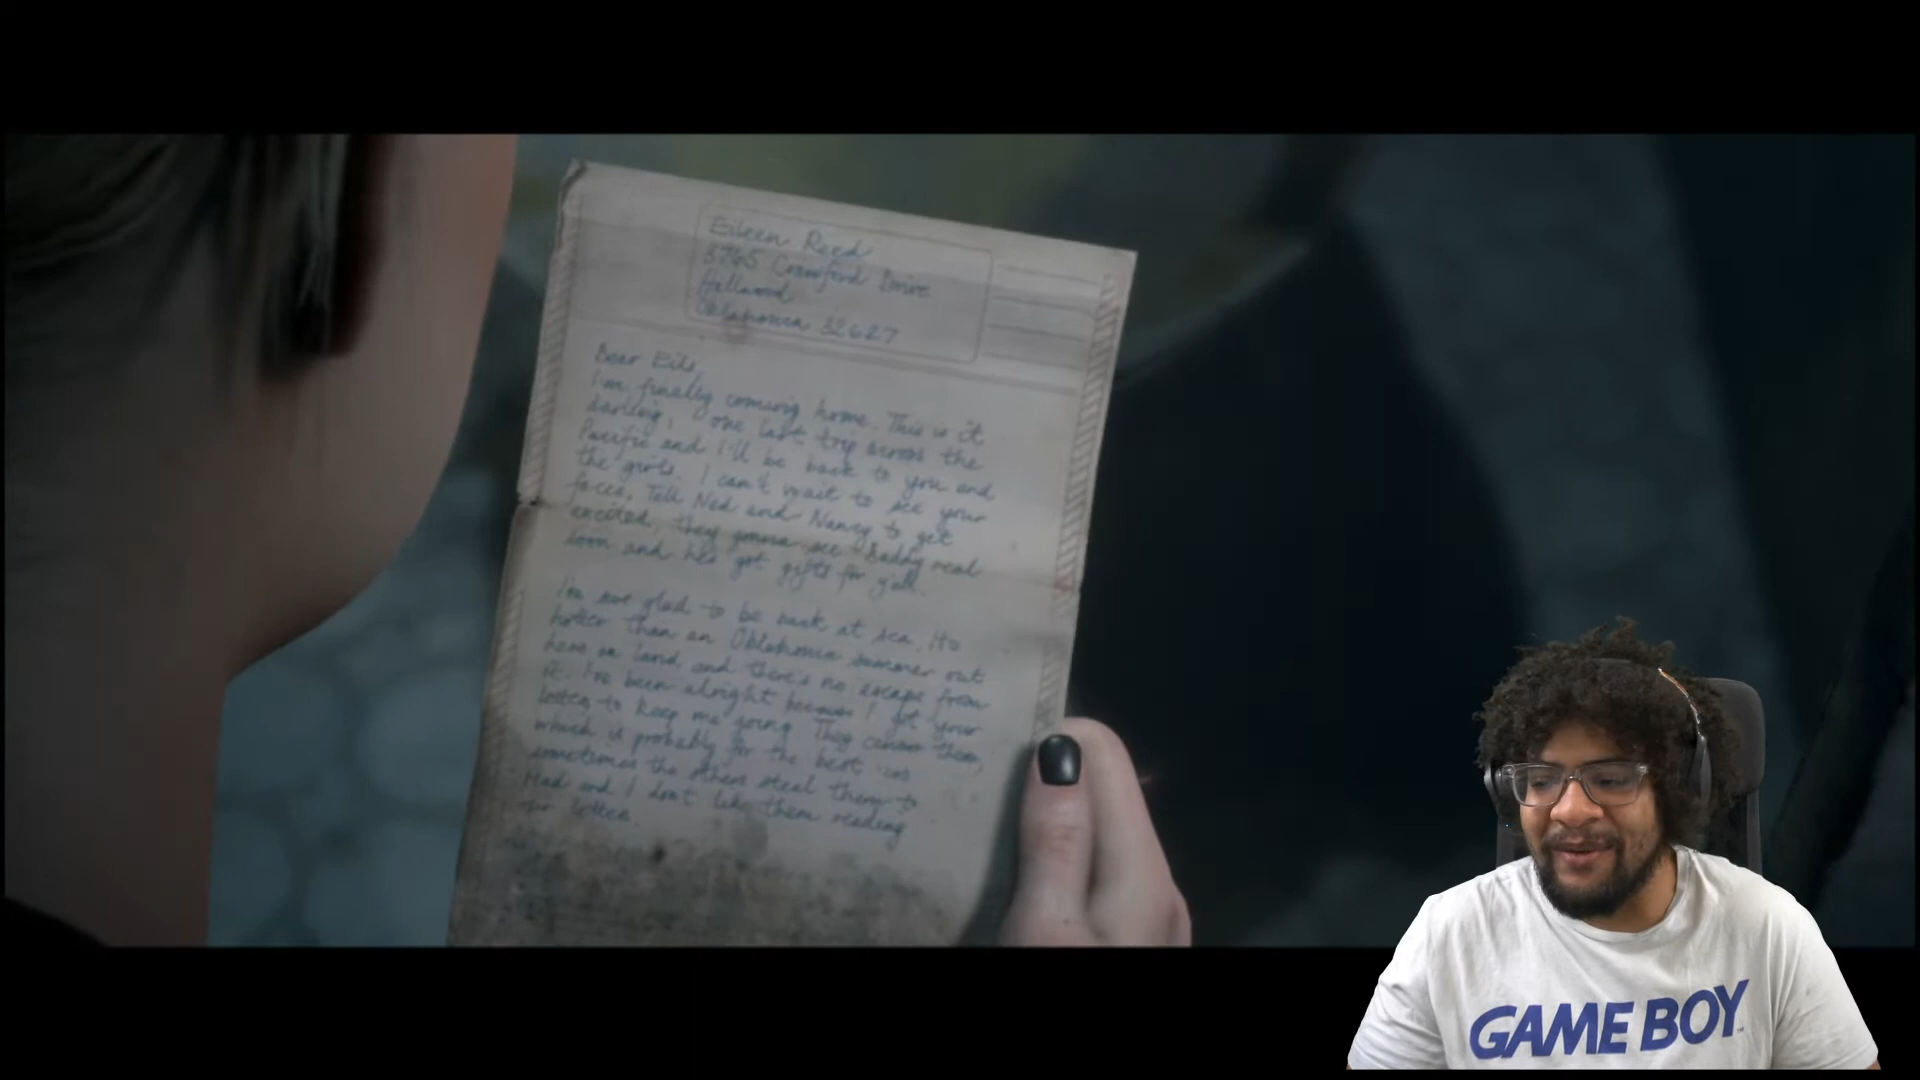 Eileen Reed
3765 Crawford Drive
Hellwood
Oklahoma 32627
Dear Eile,
I'm finally coming home. This is it
darling, one last trip across the
Pacific and I'll be back to you and
the girls. I can't wait to see your
faces, Tell Ned and Nancy to get
excited, they gonna see Daddy real
soon and he's got gifts for y'all.
I'm sure glad to be back at sea. It's
hotter than an Oklahoma summer out
here on land and there's no escape from
it. I've been alright because I got your
letters to keep me going. They censor them,
which is probably for the best 'cos
sometimes the others steal them to
read and I don't like them reading
our letters.
GAME BOY